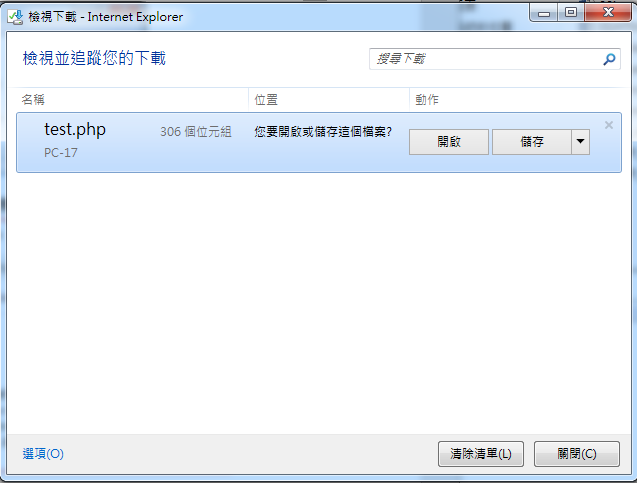 檢視下載 - Internet Explorer
檢視並追蹤您的下載
搜尋下載
名稱 位置 動作
test.php 306 個位元組 您要開啟或儲存這個檔案? 開啟 儲存
PC-17
選項(O) 清除清單(L) 關閉(C)